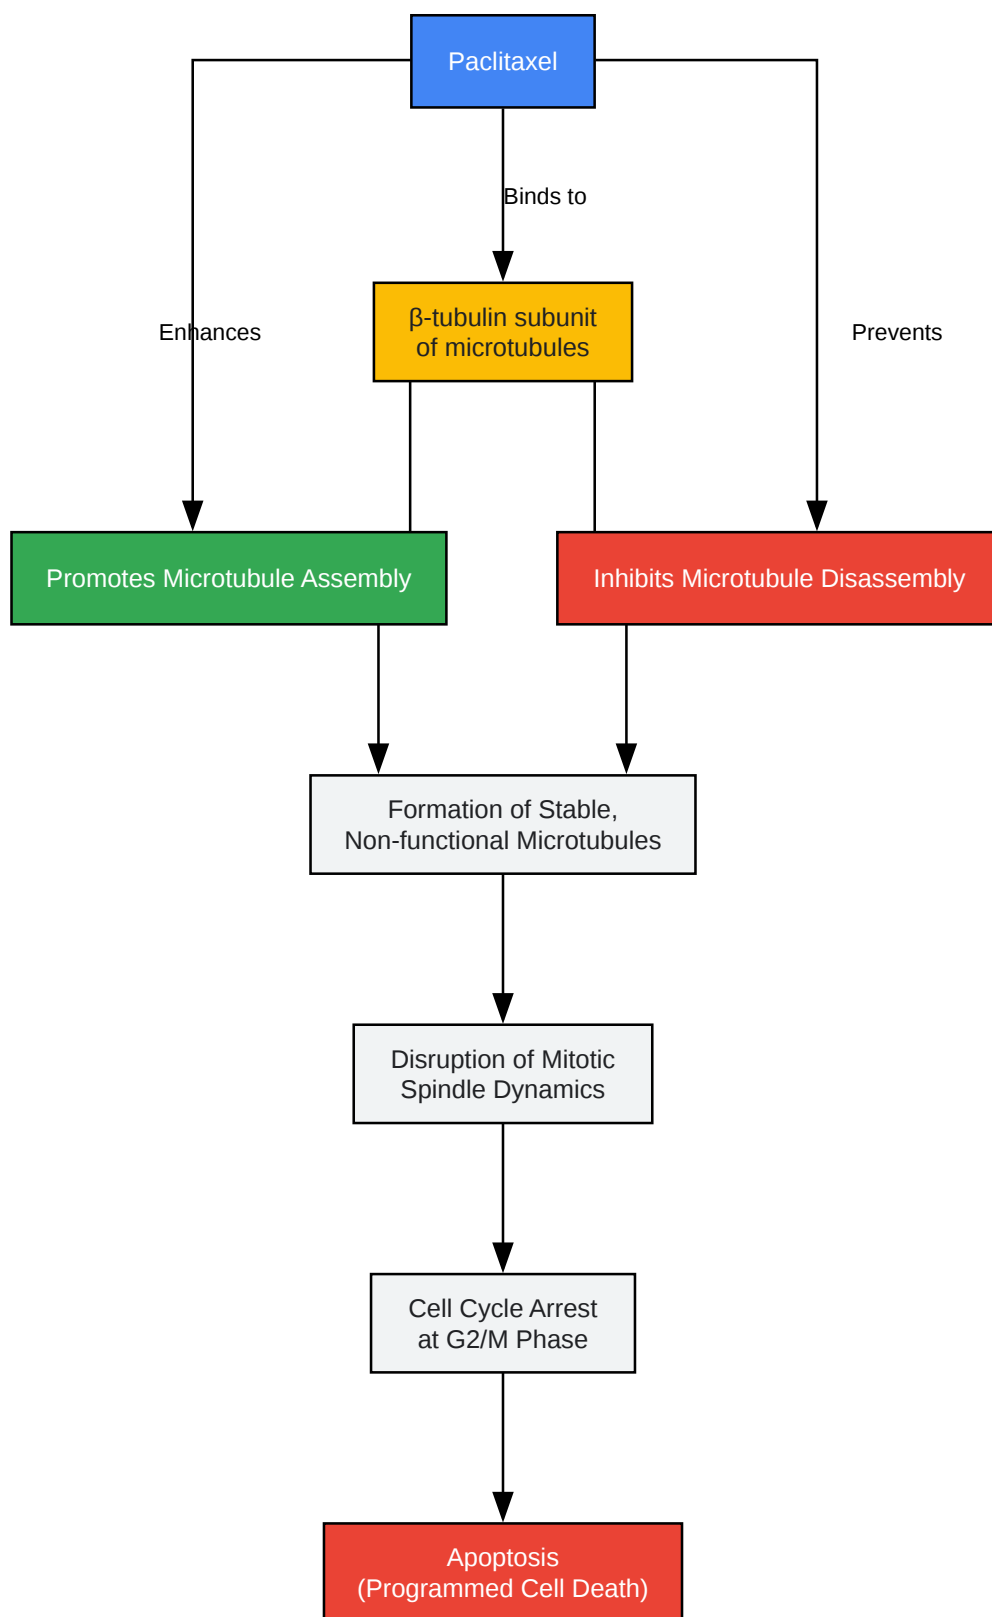 Paclitaxel
Binds to
β-tubulin subunit
of microtubules
Enhances
Prevents
Promotes Microtubule Assembly
Inhibits Microtubule Disassembly
Formation of Stable,
Non-functional Microtubules
Disruption of Mitotic
Spindle Dynamics
Cell Cycle Arrest
at G2/M Phase
Apoptosis
(Programmed Cell Death)